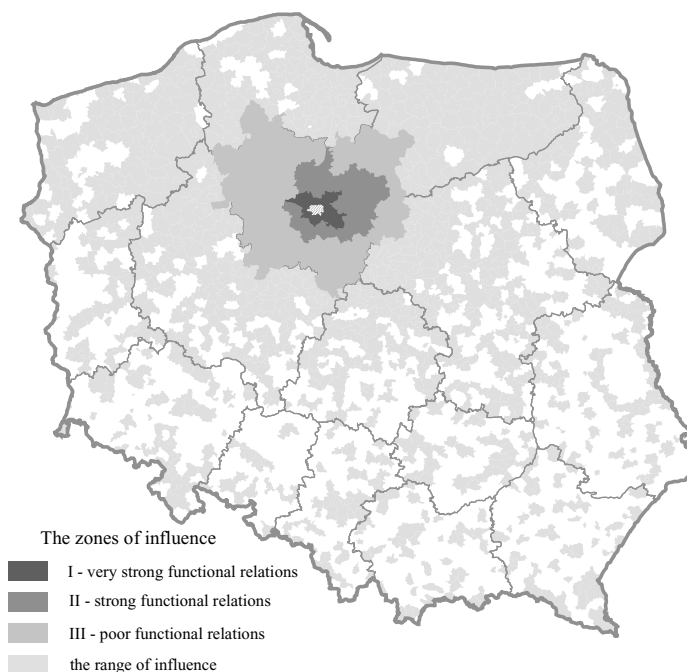 The zones of influence
I - very strong functional relations
II - strong functional relations
III - poor functional relations
the range of influence